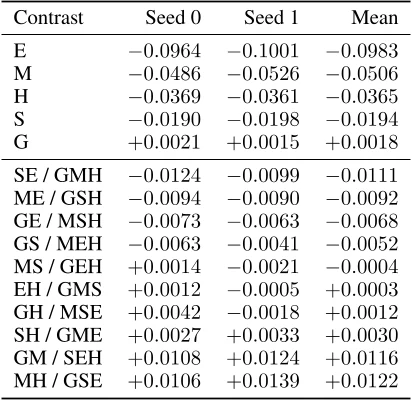 Contrast Seed 0 Seed 1 Mean
E −0.0964 −0.1001 −0.0983
M −0.0486 −0.0526 −0.0506
H −0.0369 −0.0361 −0.0365
S −0.0190 −0.0198 −0.0194
G +0.0021 +0.0015 +0.0018
SE / GMH −0.0124 −0.0099 −0.0111
ME / GSH −0.0094 −0.0090 −0.0092
GE / MSH −0.0073 −0.0063 −0.0068
GS / MEH −0.0063 −0.0041 −0.0052
MS / GEH +0.0014 −0.0021 −0.0004
EH / GMS +0.0012 −0.0005 +0.0003
GH / MSE +0.0042 −0.0018 +0.0012
SH / GME +0.0027 +0.0033 +0.0030
GM / SEH +0.0108 +0.0124 +0.0116
MH / GSE +0.0106 +0.0139 +0.0122